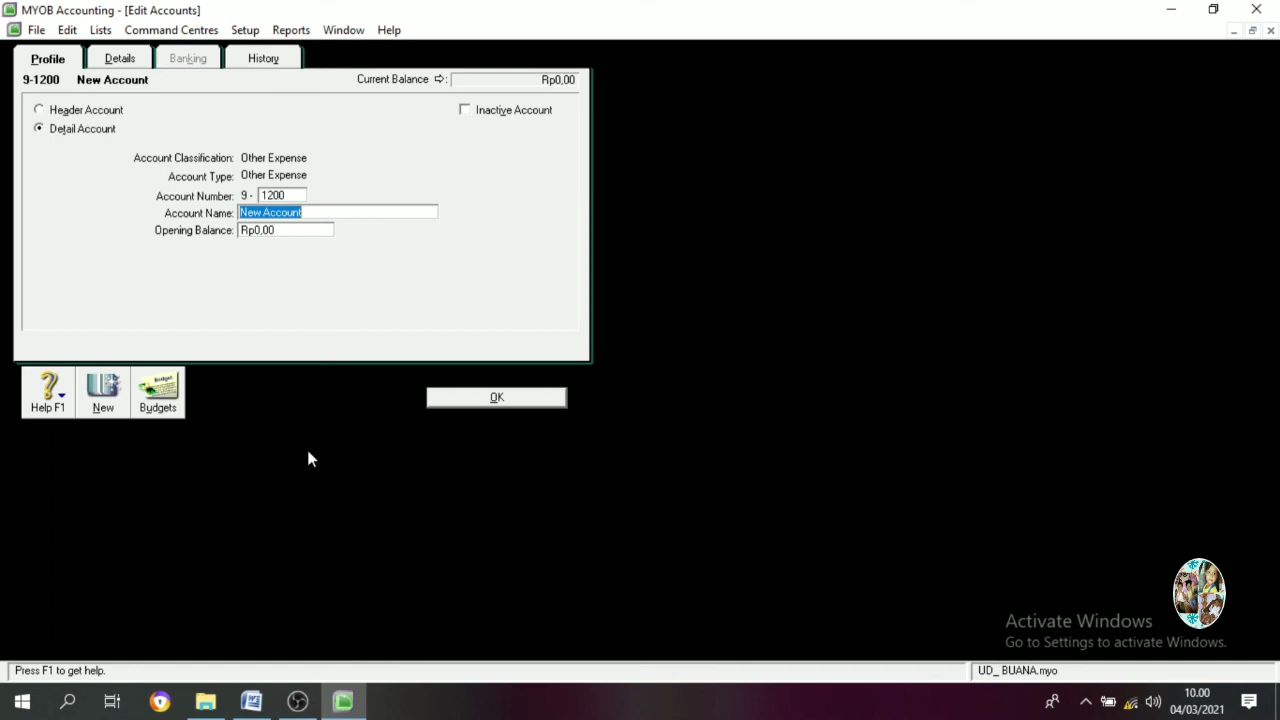 MYOB Accounting - [Edit Accounts]
File Edit Lists Command Centres Setup Reports Window Help
Profile Details Banking History
9-1200 New Account Current Balance ⇨: Rp0,00
Header Account Inactive Account
Detail Account
Account Classification: Other Expense
Account Type: Other Expense
Account Number: 9 - 1200
Account Name: New Account
Opening Balance: Rp0,00
Help F1 New Budgets OK
Budget
Activate Windows
Go to Settings to activate Windows.
Press F1 to get help. UD_ BUANA.myo
10.00
04/03/2021